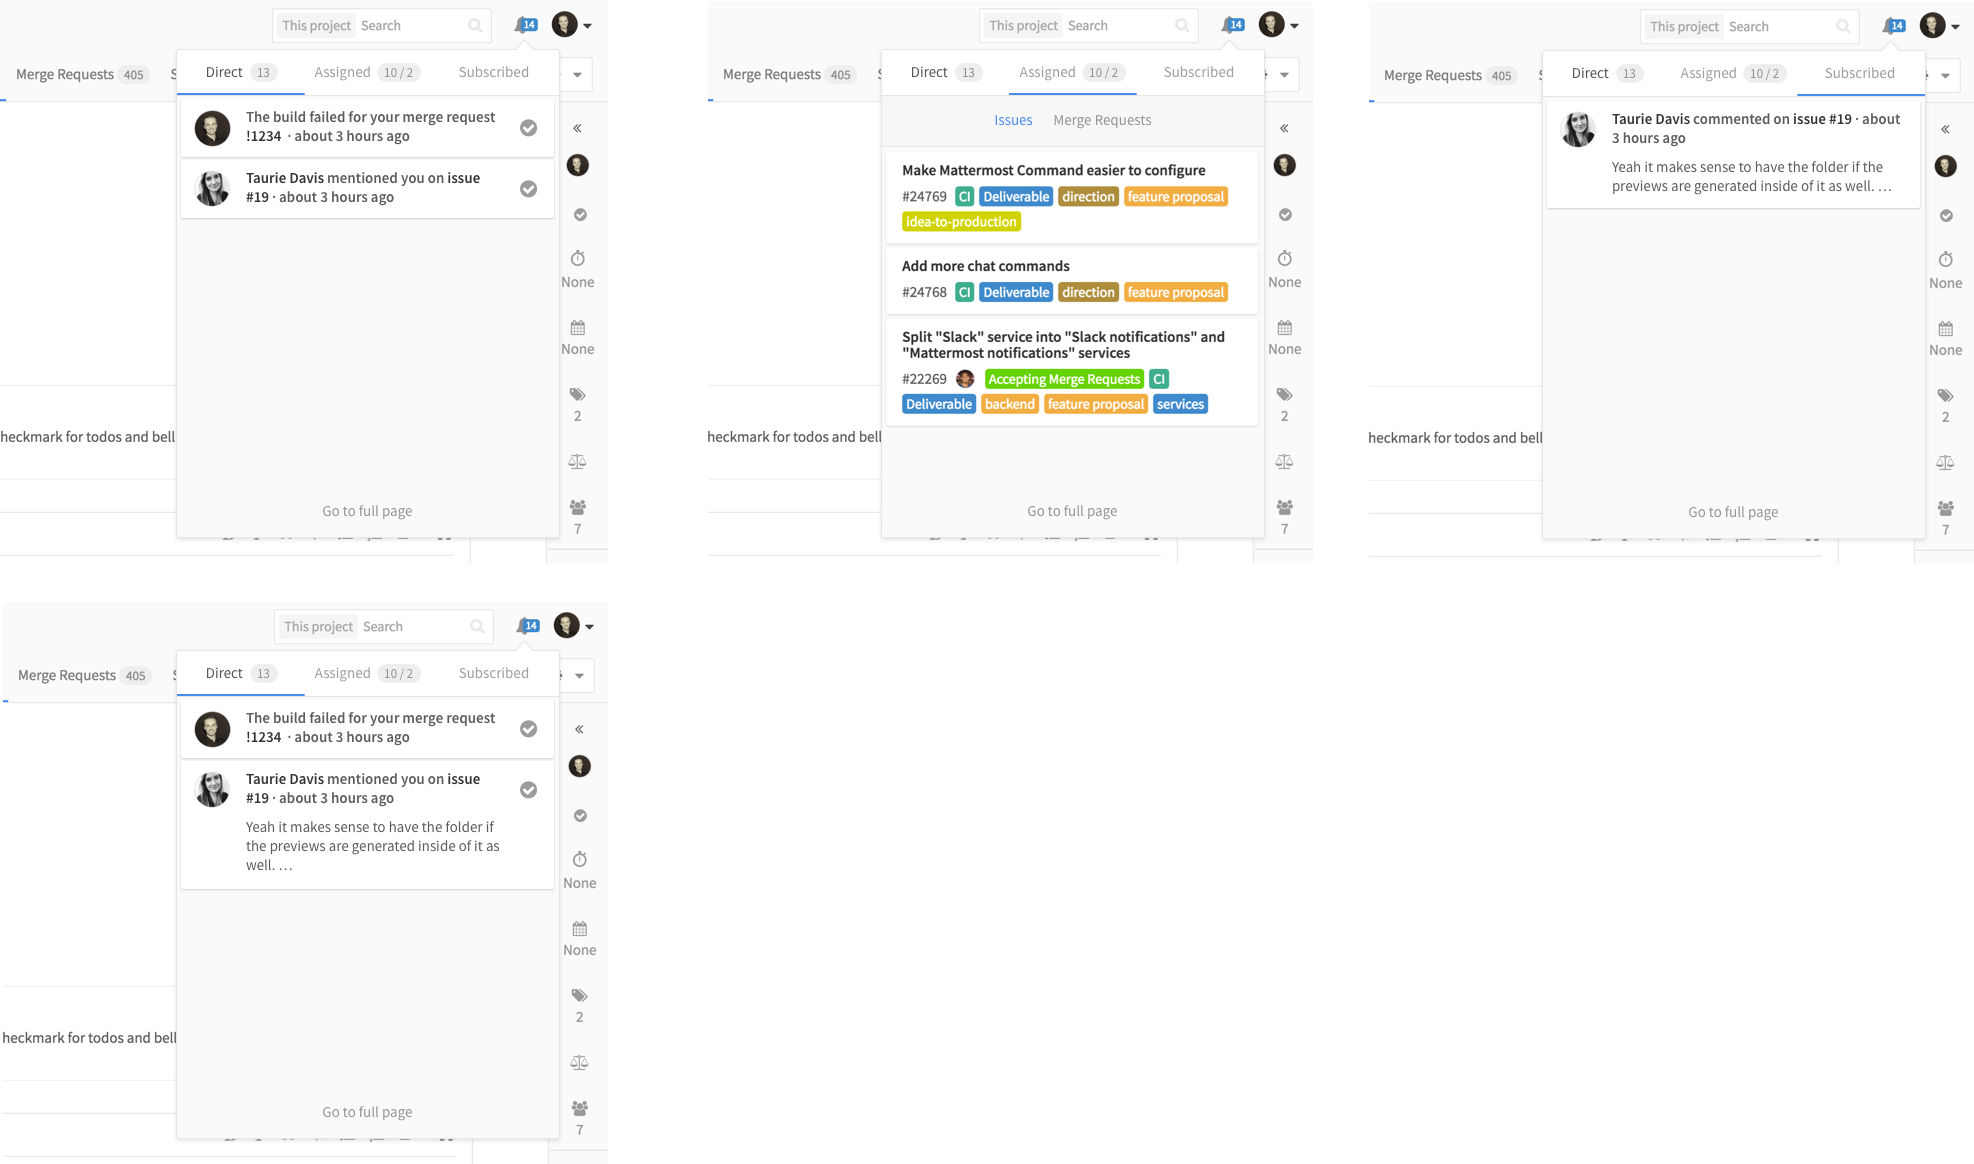 This project Search 14
Merge Requests 405
Direct 13 Assigned 10 / 2 Subscribed
The build failed for your merge request
!1234 · about 3 hours ago
Taurie Davis mentioned you on issue
#19 · about 3 hours ago
None
None
2
heckmark for todos and bell
Go to full page
7
This project Search 14
Merge Requests 405
Direct 13 Assigned 10 / 2 Subscribed
Issues Merge Requests
Make Mattermost Command easier to configure
#24769 CI Deliverable direction feature proposal
idea-to-production
Add more chat commands
#24768 CI Deliverable direction feature proposal
Split "Slack" service into "Slack notifications" and
"Mattermost notifications" services
#22269 Accepting Merge Requests CI
Deliverable backend feature proposal services
None
None
2
heckmark for todos and bell
Go to full page
7
This project Search 14
Merge Requests 405
Direct 13 Assigned 10 / 2 Subscribed
Taurie Davis commented on issue #19 · about
3 hours ago
Yeah it makes sense to have the folder if the
previews are generated inside of it as well. …
None
None
2
heckmark for todos and bell
Go to full page
7
This project Search 14
Merge Requests 405
Direct 13 Assigned 10 / 2 Subscribed
The build failed for your merge request
!1234 · about 3 hours ago
Taurie Davis mentioned you on issue
#19 · about 3 hours ago
Yeah it makes sense to have the folder if
the previews are generated inside of it as
well. …
None
None
2
heckmark for todos and bell
Go to full page
7